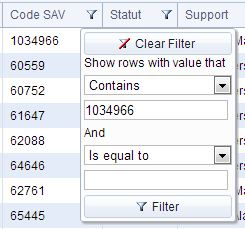 Code SAV Statut Support
1034966
60559
60752
61647
62088
64646
62761
65445
Clear Filter
Show rows with value that
Contains
1034966
And
Is equal to
Filter